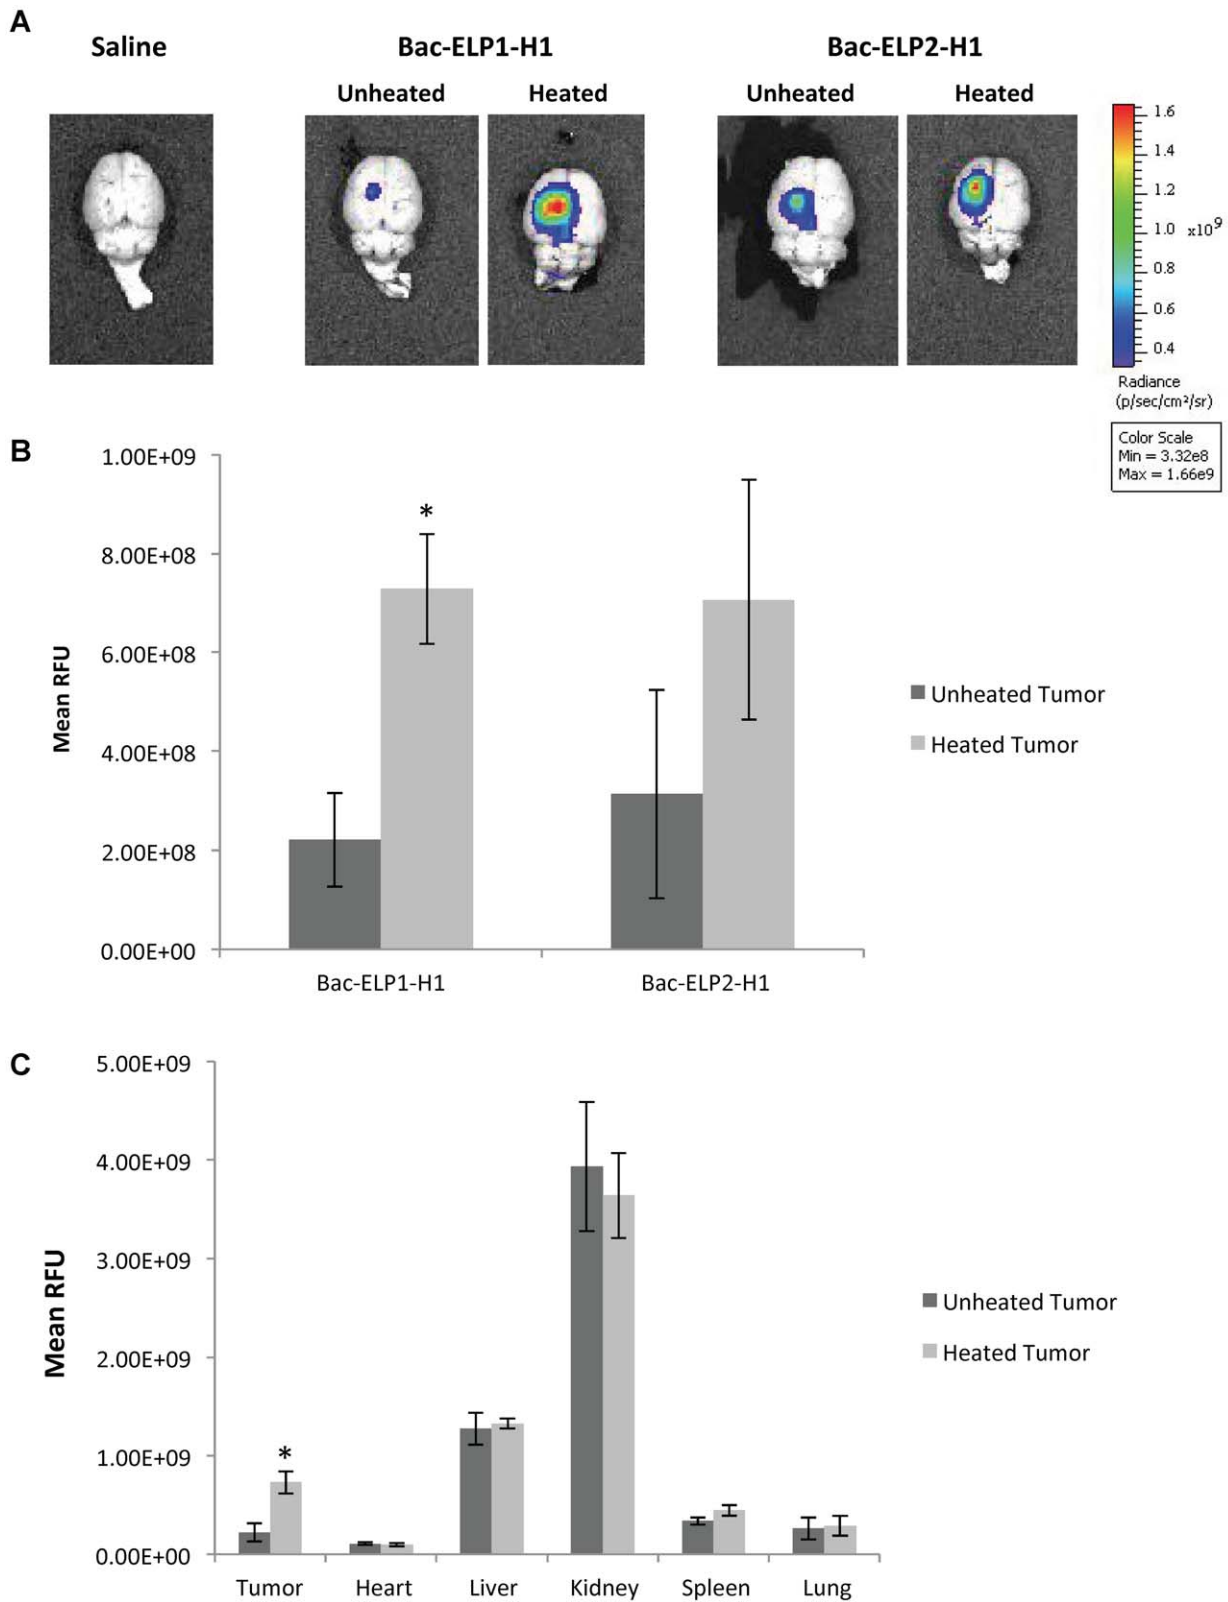 A
Saline
Bac-ELP1-H1
Bac-ELP2-H1
Unheated
Heated
Unheated
Heated
1.6
1.4
1.2
1.0 x10⁹
0.8
0.6
0.4
Radiance
(p/sec/cm²/sr)
Color Scale
Min = 3.32e8
Max = 1.66e9
B
1.00E+09
8.00E+08
6.00E+08
4.00E+08
2.00E+08
0.00E+00
Mean RFU
*
Bac-ELP1-H1
Bac-ELP2-H1
Unheated Tumor
Heated Tumor
C
5.00E+09
4.00E+09
3.00E+09
2.00E+09
1.00E+09
0.00E+00
Mean RFU
*
Tumor
Heart
Liver
Kidney
Spleen
Lung
Unheated Tumor
Heated Tumor